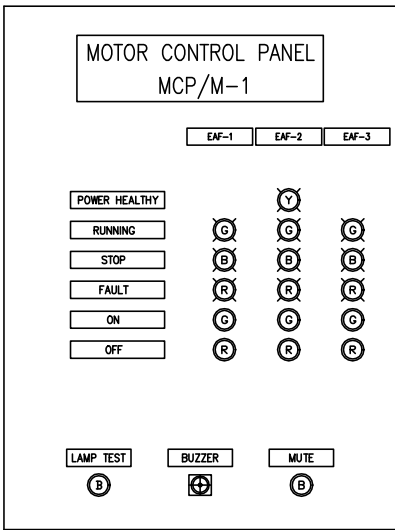 MOTOR CONTROL PANEL
MCP/M-1
EAF-1 EAF-2 EAF-3
POWER HEALTHY Y
RUNNING G G G
STOP B B B
FAULT R R R
ON G G G
OFF R R R
LAMP TEST BUZZER MUTE
B B